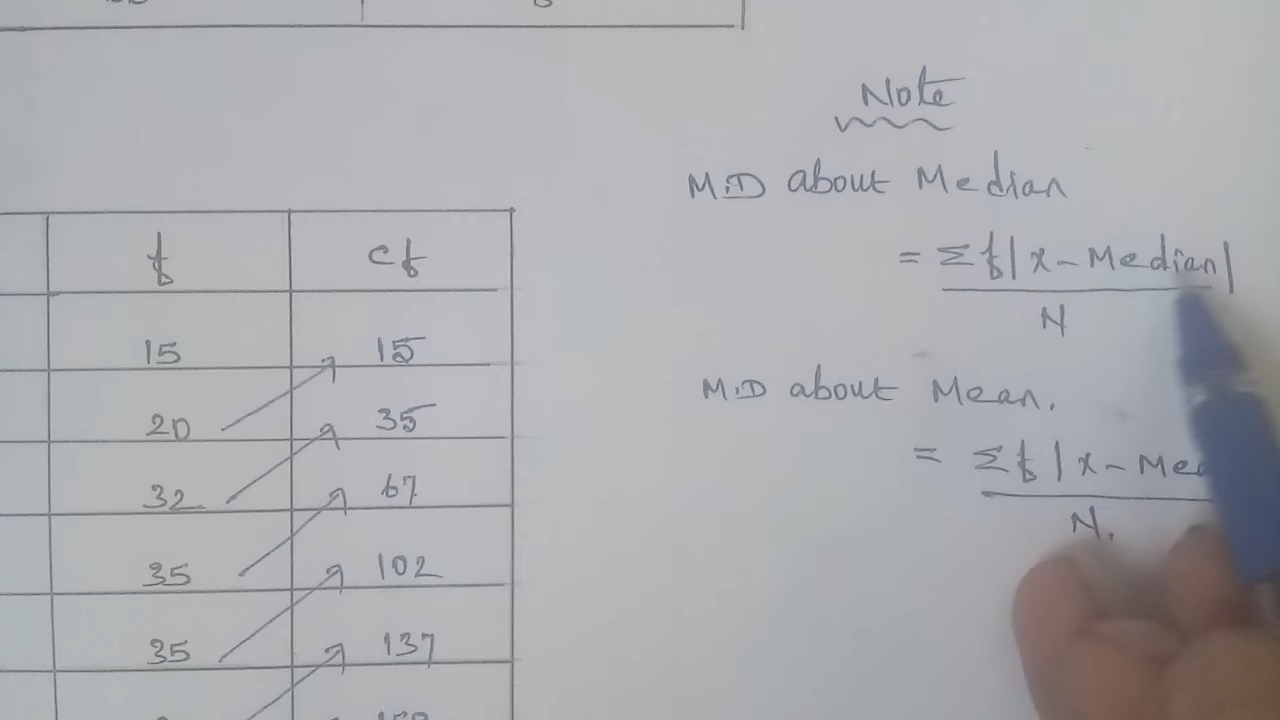 Note
M.D about Median
= Σf|x-Median|
N
M.D about Mean.
= Σf|x-
N.
f cf
15 15
20 35
32 67
35 102
35 137